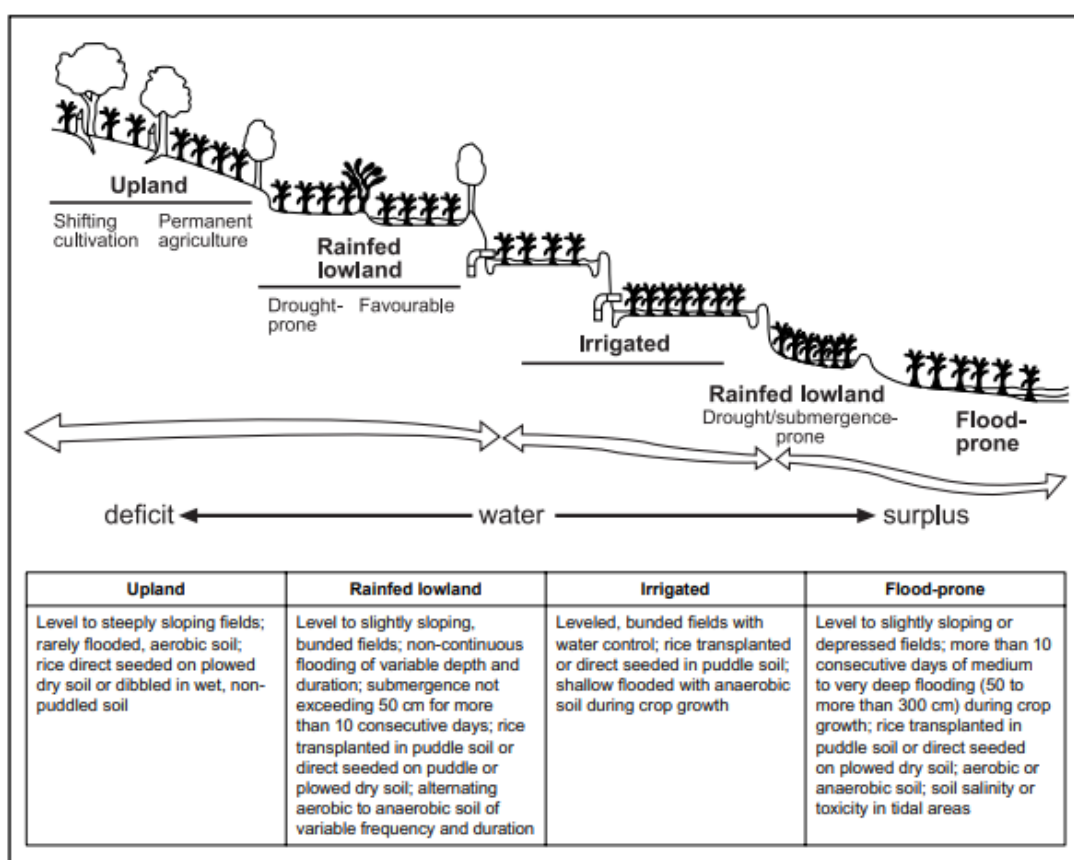 Upland
Shifting cultivation
Permanent agriculture
Rainfed
lowland
Drought-
prone
Favourable
Irrigated
Rainfed lowland
Drought/submergence-
prone
Flood-
prone
deficit
water
surplus
Upland
Level to steeply sloping fields;
rarely flooded, aerobic soil;
rice direct seeded on plowed
dry soil or dibbled in wet, non-
puddled soil
Rainfed lowland
Level to slightly sloping,
bunded fields; non-continuous
flooding of variable depth and
duration; submergence not
exceeding 50 cm for more
than 10 consecutive days; rice
transplanted in puddle soil or
direct seeded on puddle or
plowed dry soil; alternating
aerobic to anaerobic soil of
variable frequency and duration
Irrigated
Leveled, bunded fields with
water control; rice transplanted
or direct seeded in puddle soil;
shallow flooded with anaerobic
soil during crop growth
Flood-prone
Level to slightly sloping or
depressed fields; more than 10
consecutive days of medium
to very deep flooding (50 to
more than 300 cm) during crop
growth; rice transplanted in
puddle soil or direct seeded
on plowed dry soil; aerobic or
anaerobic soil; soil salinity or
toxicity in tidal areas